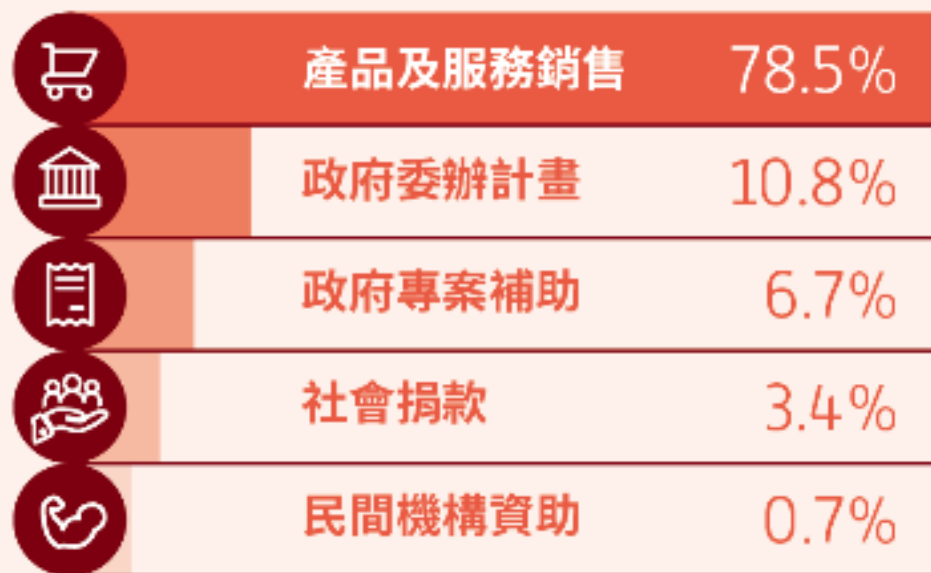 產品及服務銷售 78.5%
政府委辦計畫 10.8%
政府專案補助 6.7%
社會捐款 3.4%
民間機構資助 0.7%